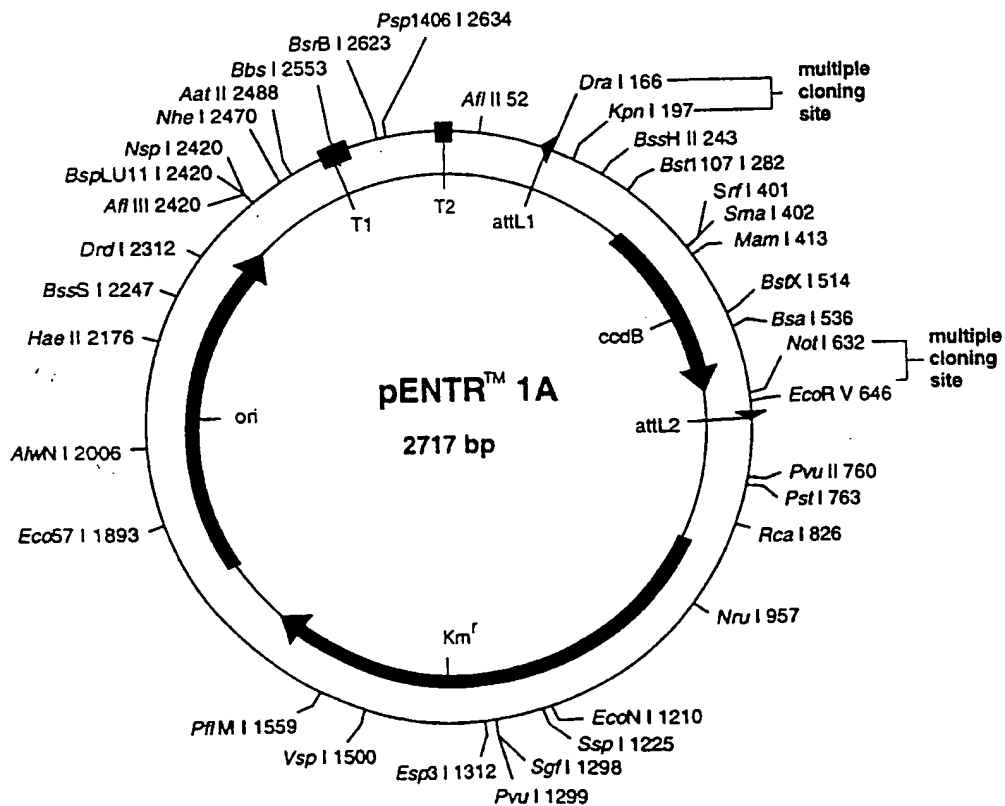 Psp1406 I 2634
BsrB I 2623
Bbs I 2553
Aat II 2488
Nhe I 2470
Nsp I 2420
BspLU11 I 2420
Afl III 2420
Drd I 2312
BssS I 2247
Hae II 2176
AlwN I 2006
Eco57 I 1893
Afl II 52
Dra I 166
Kpn I 197
multiple
cloning
site
BssH II 243
Bst1107 I 282
Srf I 401
Sma I 402
Mam I 413
BstX I 514
Bsa I 536
Not I 632
EcoR V 646
multiple
cloning
site
Pvu II 760
Pst I 763
Rca I 826
Nru I 957
EcoN I 1210
Ssp I 1225
Sgf I 1298
Pvu I 1299
Esp3 I 1312
Vsp I 1500
PflM I 1559
T1
T2
attL1
ccdB
attL2
ori
Kmr
pENTR™ 1A
2717 bp